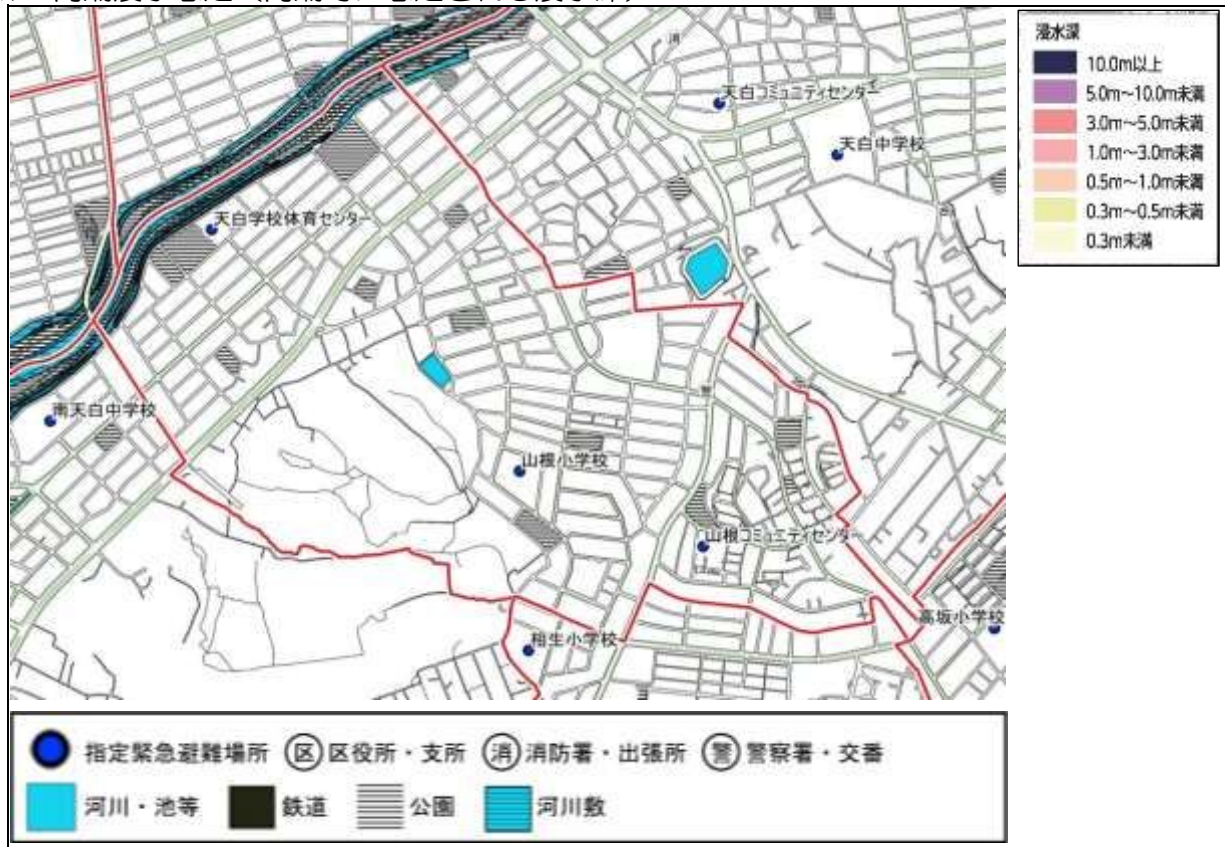 浸水深
10.0m以上
5.0m〜10.0m未満
3.0m〜5.0m未満
1.0m〜3.0m未満
0.5m〜1.0m未満
0.3m〜0.5m未満
0.3m未満
消
天白コミュニティセンター
天白中学校
天白学校体育センター
南天白中学校
山根小学校
警
山根コミュニティセンター
高坂小学校
相生小学校
指定緊急避難場所 区 区役所・支所 消 消防署・出張所 警 警察署・交番
河川・池等 鉄道 公園 河川敷